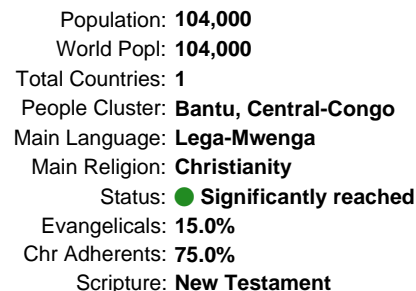 Population: 104,000
World Popl: 104,000
Total Countries: 1
People Cluster: Bantu, Central-Congo
Main Language: Lega-Mwenga
Main Religion: Christianity
Status: Significantly reached
Evangelicals: 15.0%
Chr Adherents: 75.0%
Scripture: New Testament